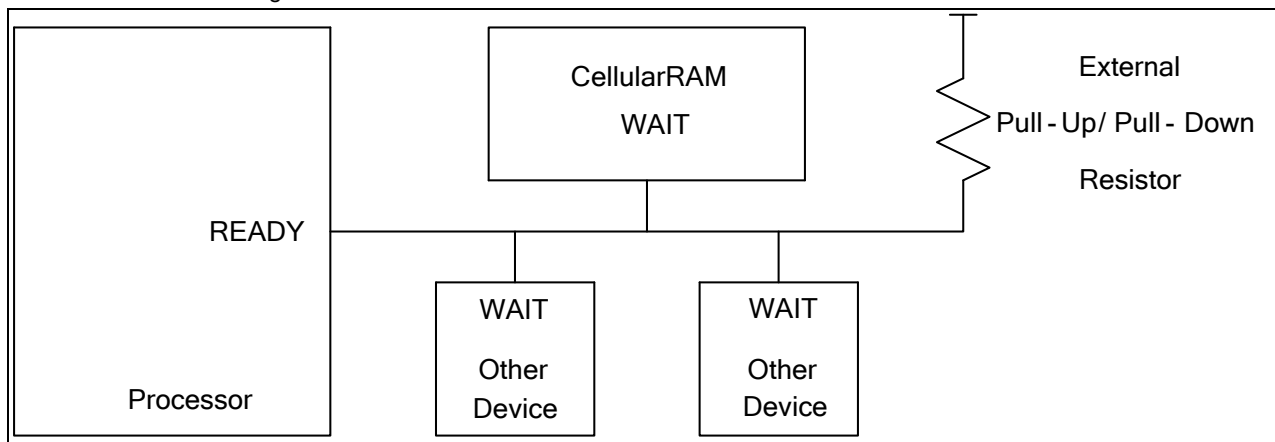 CellularRAM
WAIT
External
Pull - Up / Pull - Down
Resistor
READY
WAIT
Other
Device
WAIT
Other
Device
Processor